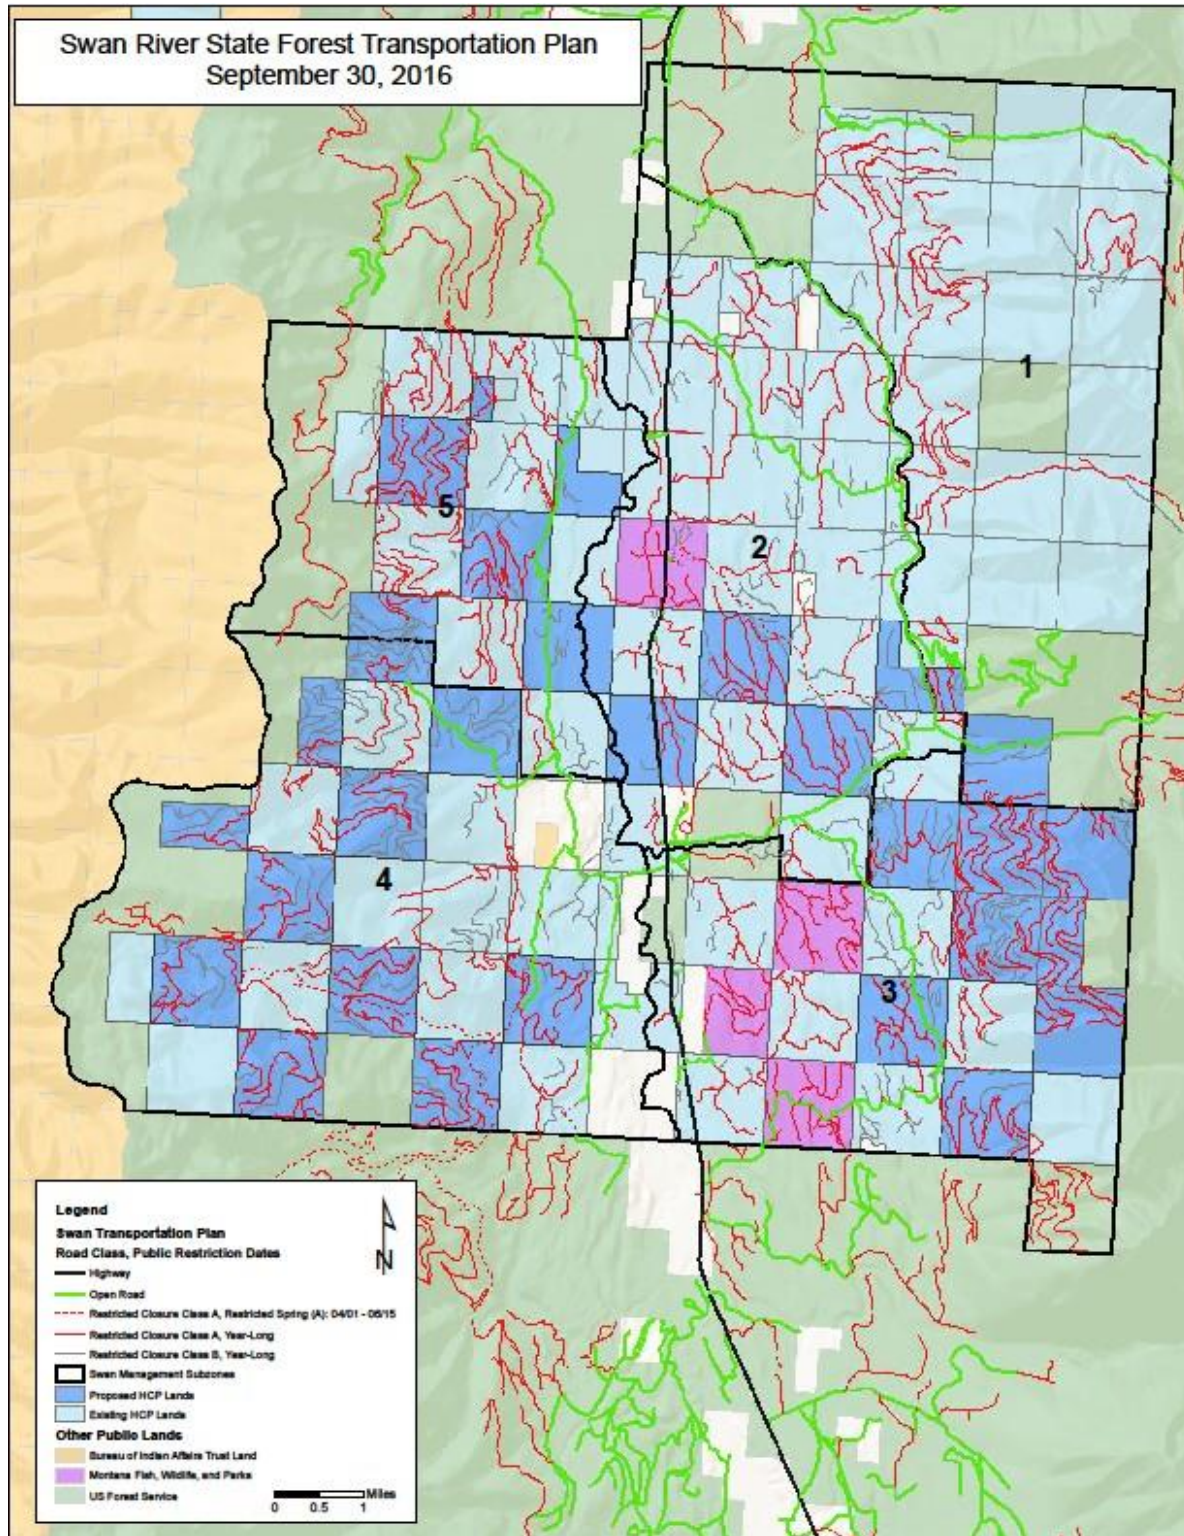 Swan River State Forest Transportation Plan
September 30, 2016
1
5
2
4
3
Legend
Swan Transportation Plan
Road Class, Public Restriction Dates
Highway
Open Road
Restricted Closure Class A, Restricted Spring (A): 04/01 - 06/15
Restricted Closure Class A, Year-Long
Restricted Closure Class B, Year-Long
Swan Management Subzones
Proposed HCP Lands
Existing HCP Lands
Other Public Lands
Bureau of Indian Affairs Trust Land
Montana Fish, Wildlife, and Parks
US Forest Service
N
Miles
0 0.5 1